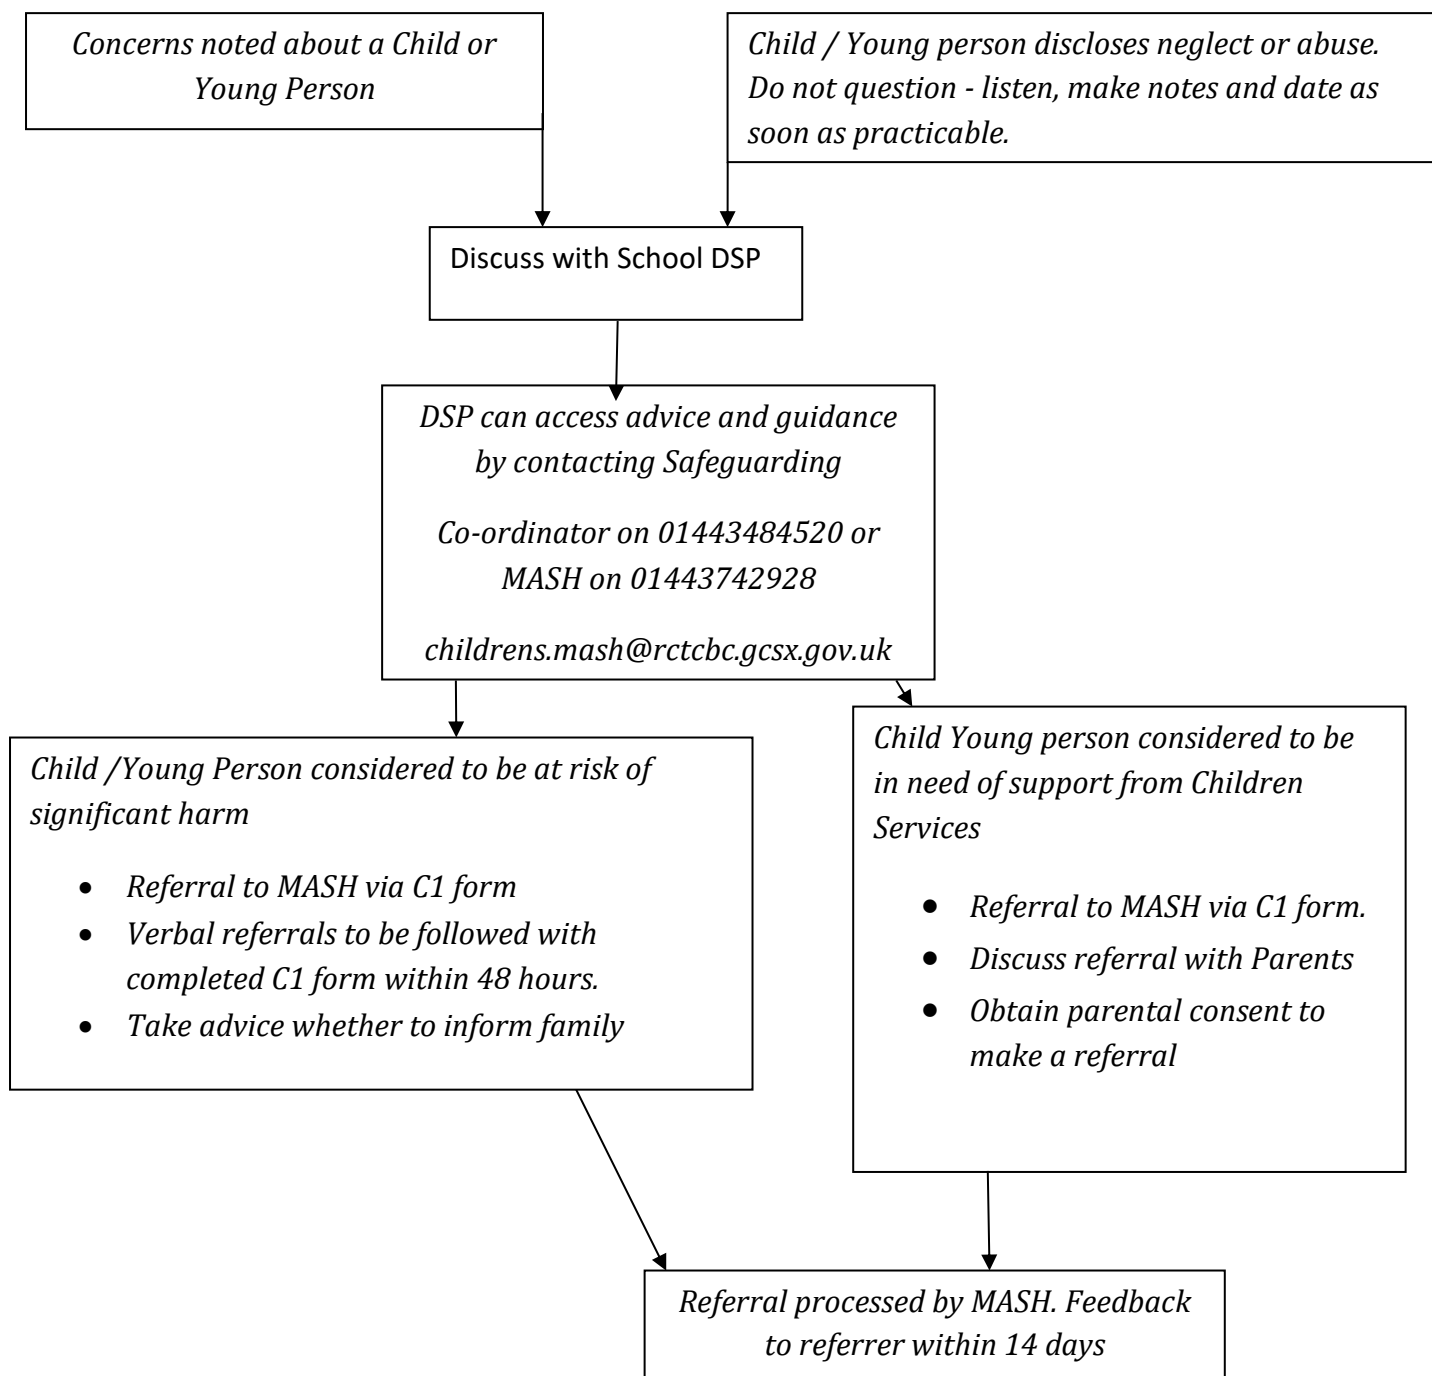 Concerns noted about a Child or
Young Person
Child / Young person discloses neglect or abuse.
Do not question - listen, make notes and date as
soon as practicable.
Discuss with School DSP
DSP can access advice and guidance
by contacting Safeguarding
Co-ordinator on 01443484520 or
MASH on 01443742928
childrens.mash@rctcbc.gcsx.gov.uk
Child /Young Person considered to be at risk of
significant harm
• Referral to MASH via C1 form
• Verbal referrals to be followed with
completed C1 form within 48 hours.
• Take advice whether to inform family
Child Young person considered to be
in need of support from Children
Services
• Referral to MASH via C1 form.
• Discuss referral with Parents
• Obtain parental consent to
make a referral
Referral processed by MASH. Feedback
to referrer within 14 days